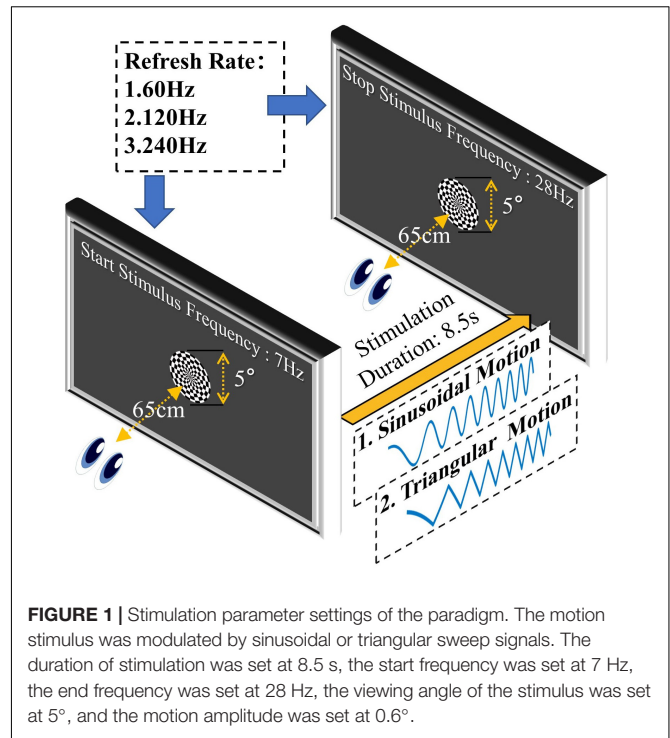 Refresh Rate:
1.60Hz
2.120Hz
3.240Hz
Stop Stimulus Frequency : 28Hz
5°
65cm
Start Stimulus Frequency : 7Hz
5°
65cm
Stimulation
Duration: 8.5s
1. Sinusoidal Motion
2. Triangular Motion
FIGURE 1 | Stimulation parameter settings of the paradigm. The motion
stimulus was modulated by sinusoidal or triangular sweep signals. The
duration of stimulation was set at 8.5 s, the start frequency was set at 7 Hz,
the end frequency was set at 28 Hz, the viewing angle of the stimulus was set
at 5°, and the motion amplitude was set at 0.6°.